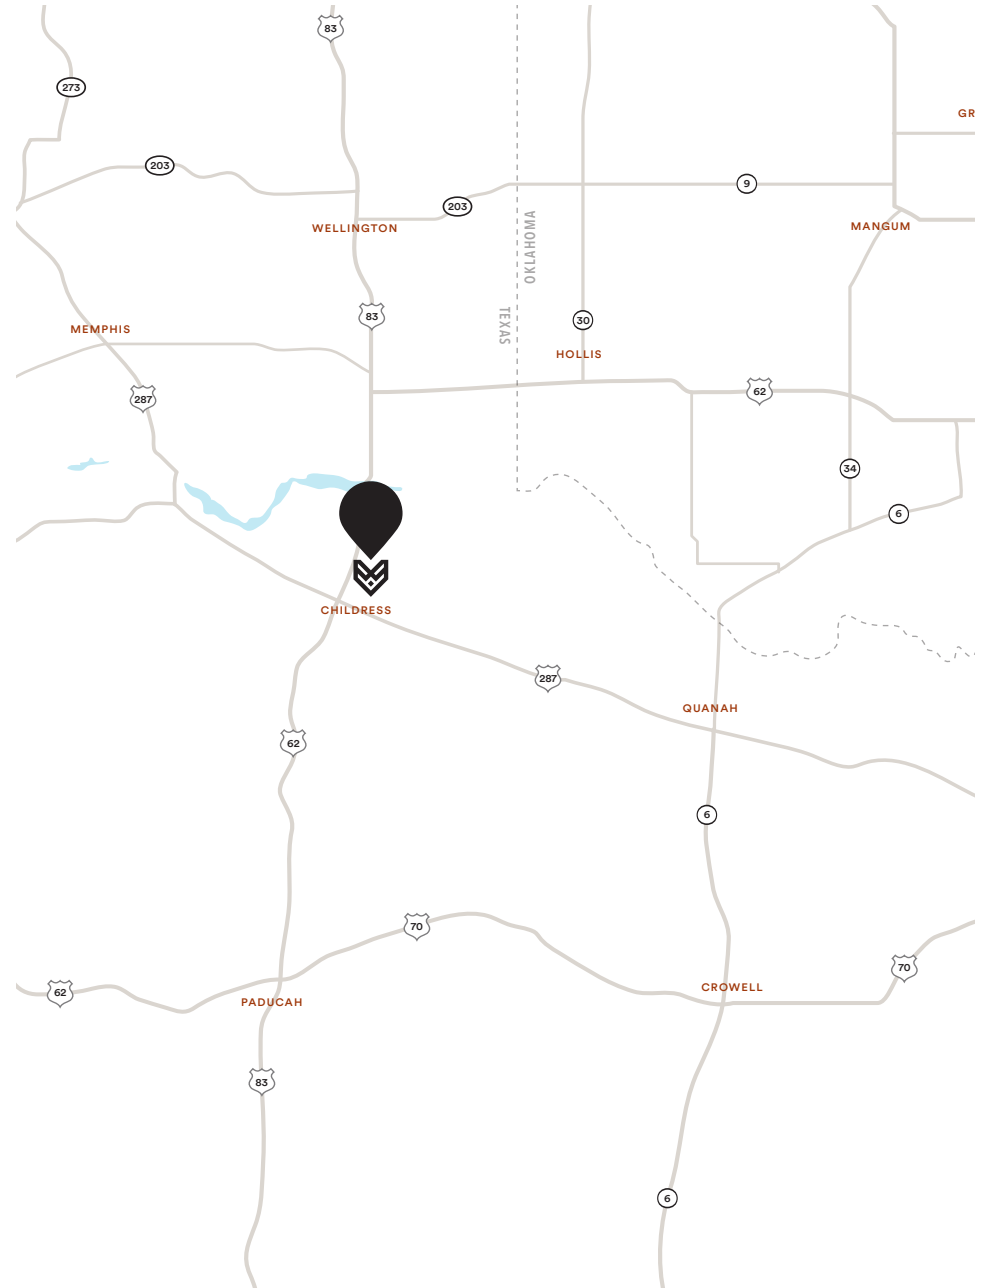 83
273
GR
203
9
203
MANGUM
WELLINGTON
OKLAHOMA
TEXAS
83
30
MEMPHIS
HOLLIS
62
287
34
6
CHILDRESS
287
QUANAH
62
6
70
70
CROWELL
62
PADUCAH
83
6